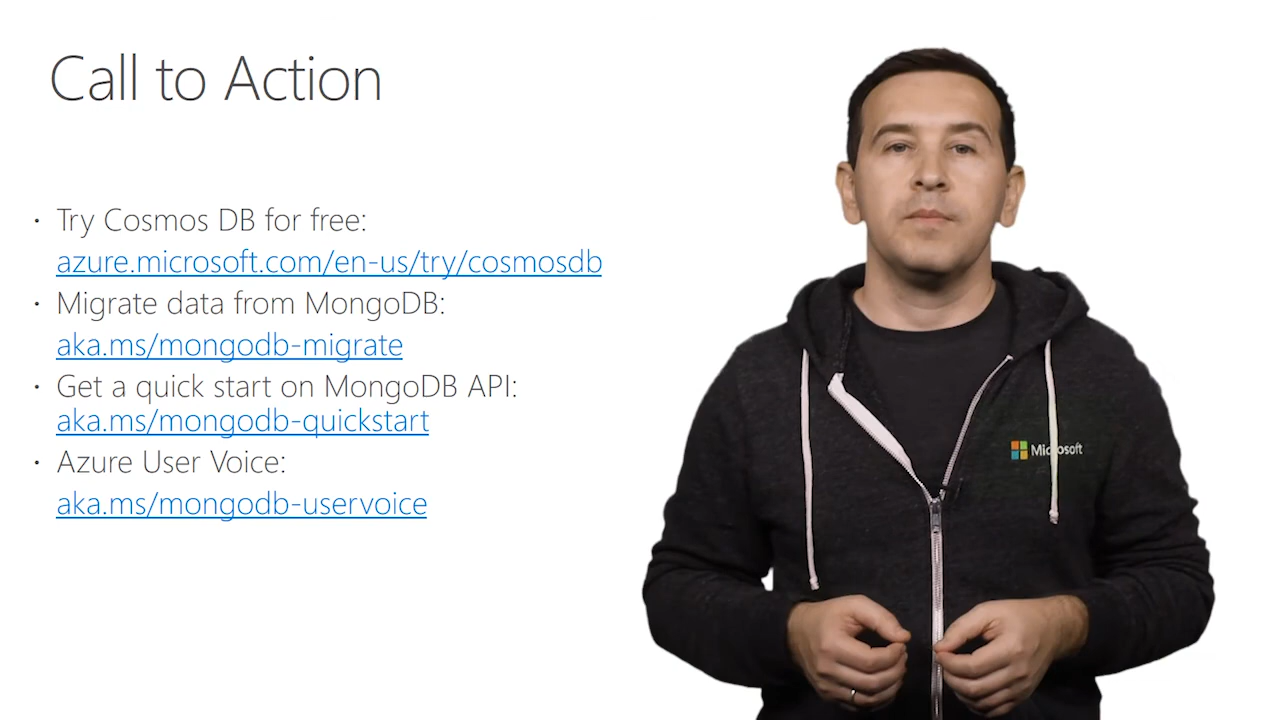 Call to Action
· Try Cosmos DB for free:
azure.microsoft.com/en-us/try/cosmosdb
· Migrate data from MongoDB:
aka.ms/mongodb-migrate
· Get a quick start on MongoDB API:
aka.ms/mongodb-quickstart
· Azure User Voice:
aka.ms/mongodb-uservoice
Microsoft